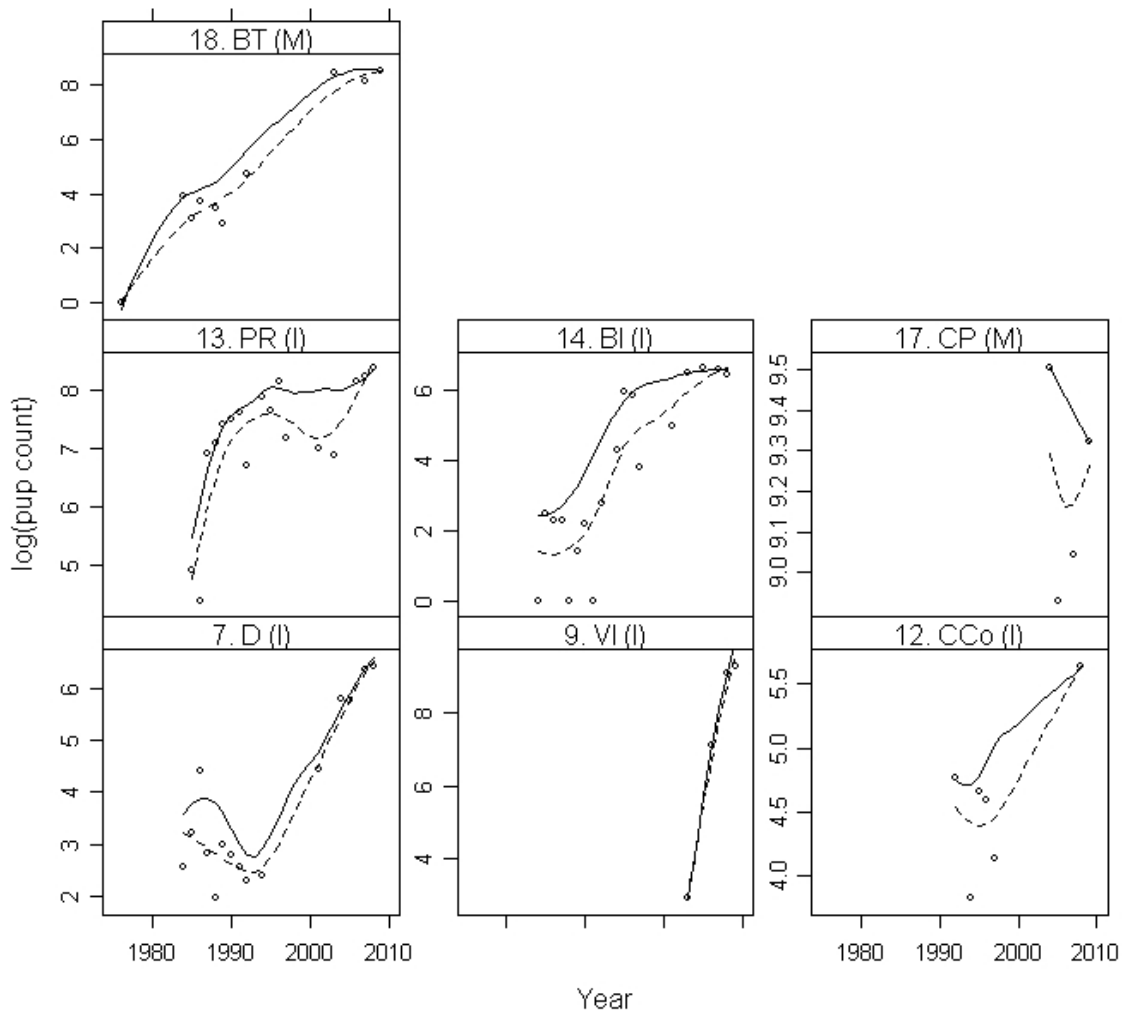 18. BT (M)
0 2 4 6 8
13. PR (I)
5 6 7 8
14. BI (I)
0 2 4 6
17. CP (M)
9.0 9.1 9.2 9.3 9.4 9.5
log(pup count)
7. D (I)
2 3 4 5 6
9. VI (I)
4 6 8
12. CCo (I)
4.0 4.5 5.0 5.5
1980 1990 2000 2010
1980 1990 2000 2010
Year